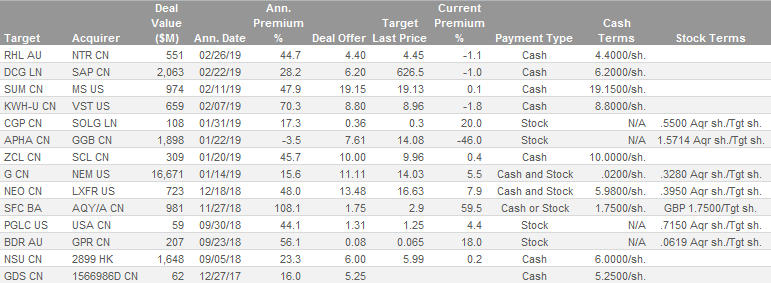 Deal Ann. Target Current
Value Premium Last Price Premium Cash
Target Acquirer ($M) Ann. Date % Deal Offer % Payment Type Terms Stock Terms
RHL AU NTR CN 551 02/26/19 44.7 4.40 4.45 -1.1 Cash 4.4000/sh.
DCG LN SAP CN 2,063 02/22/19 28.2 6.20 626.5 -1.0 Cash 6.2000/sh.
SUM CN MS US 974 02/11/19 47.9 19.15 19.13 0.1 Cash 19.1500/sh.
KWH-U CN VST US 659 02/07/19 70.3 8.80 8.96 -1.8 Cash 8.8000/sh.
CGP CN SOLG LN 108 01/31/19 17.3 0.36 0.3 20.0 Stock N/A .5500 Aqr sh./Tgt sh.
APHA CN GGB CN 1,898 01/22/19 -3.5 7.61 14.08 -46.0 Stock N/A 1.5714 Aqr sh./Tgt sh.
ZCL CN SCL CN 309 01/20/19 45.7 10.00 9.96 0.4 Cash 10.0000/sh.
G CN NEM US 16,671 01/14/19 15.6 11.11 14.03 5.5 Cash and Stock .0200/sh. .3280 Aqr sh./Tgt sh.
NEO CN LXFR US 723 12/18/18 48.0 13.48 16.63 7.9 Cash and Stock 5.9800/sh. .3950 Aqr sh./Tgt sh.
SFC BA AQY/A CN 981 11/27/18 108.1 1.75 2.9 59.5 Cash or Stock 1.7500/sh. GBP 1.7500/Tgt sh.
PGLC US USA CN 59 09/30/18 44.1 1.31 1.25 4.4 Stock N/A .7150 Aqr sh./Tgt sh.
BDR AU GPR CN 207 09/23/18 56.1 0.08 0.065 18.0 Stock N/A .0619 Aqr sh./Tgt sh.
NSU CN 2899 HK 1,648 09/05/18 23.3 6.00 5.99 0.2 Cash 6.0000/sh.
GDS CN 1566986D CN 62 12/27/17 16.0 5.25 Cash 5.2500/sh.